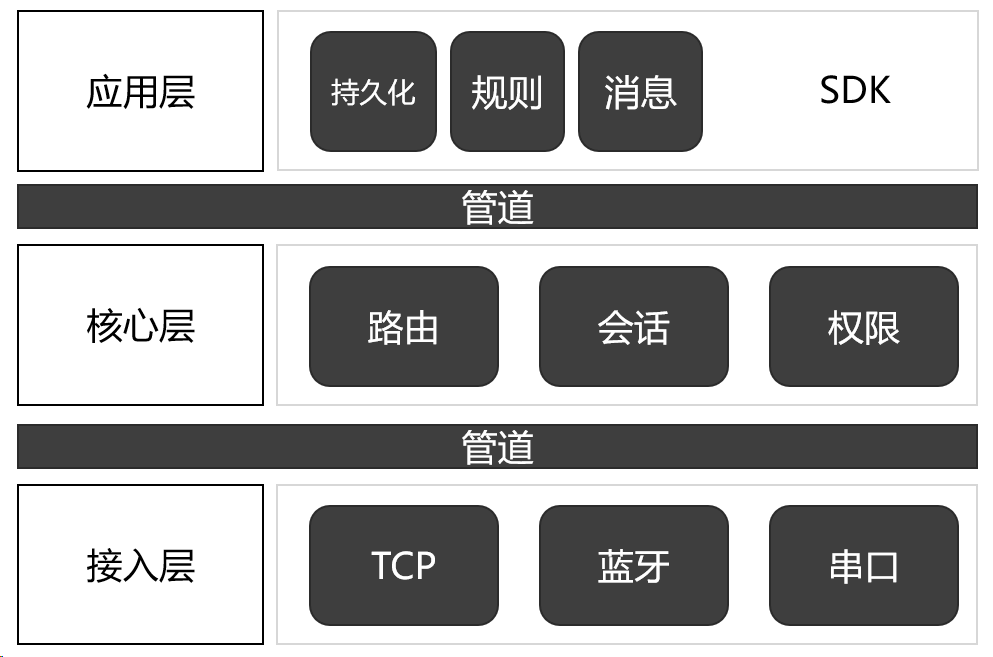 应用层
持久化
规则
消息
SDK
管道
核心层
路由
会话
权限
管道
接入层
TCP
蓝牙
串口